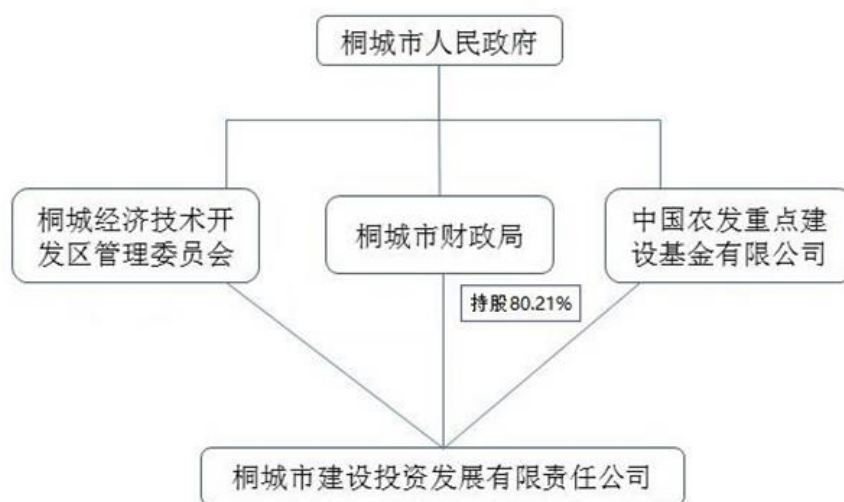 桐城市人民政府
桐城经济技术开
发区管理委员会
桐城市财政局
中国农发重点建
设基金有限公司
持股80.21%
桐城市建设投资发展有限责任公司